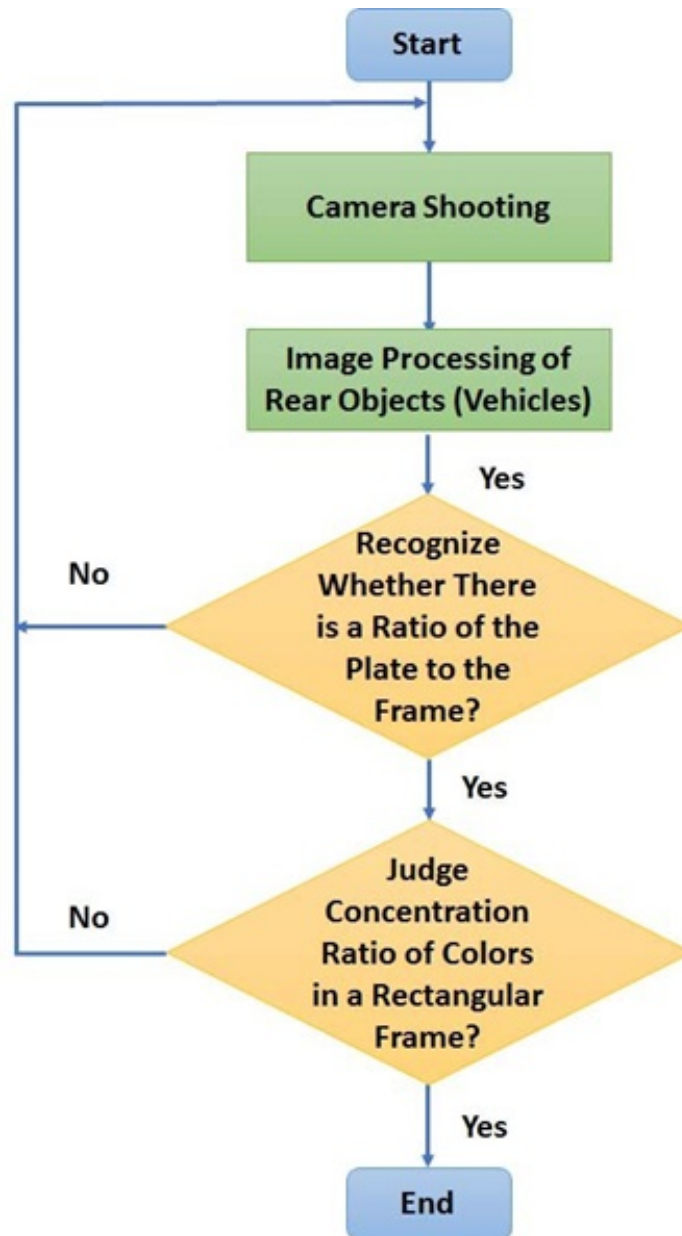 Start
Camera Shooting
Image Processing of
Rear Objects (Vehicles)
Yes
Recognize
Whether There
is a Ratio of the
Plate to the
Frame?
No
Yes
Judge
Concentration
Ratio of Colors
in a Rectangular
Frame?
No
Yes
End